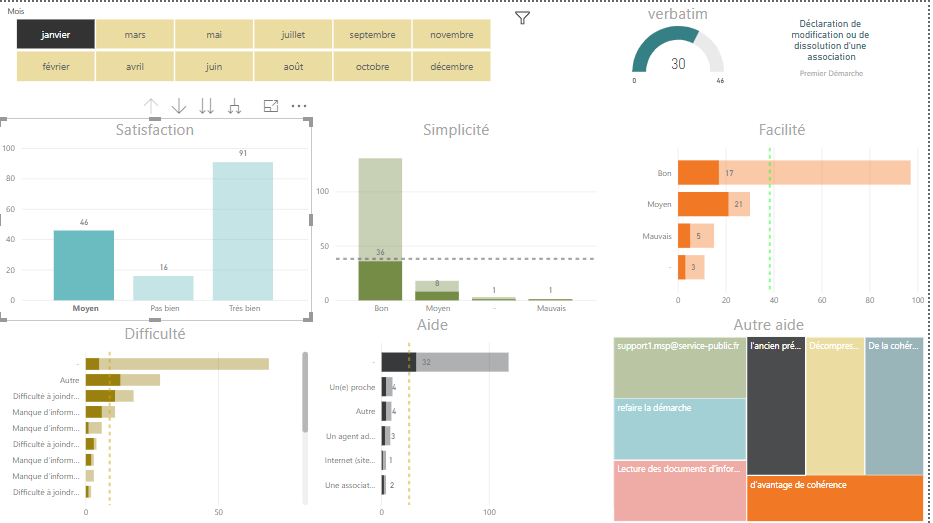 Mois
janvier mars mai juillet septembre novembre
février avril juin août octobre décembre
verbatim
30
0 46
Déclaration de
modification ou de
dissolution d'une
association
Premier Démarche
Satisfaction
100
80
60
40
20
0
46
16
91
Moyen Pas bien Très bien
Simplicité
100
50
0
36
8
1
1
Bon Moyen - Mauvais
Facilité
Bon 17
Moyen 21
Mauvais 5
- 3
0 20 40 60 80 100
Difficulté
-
Autre
Difficulté à joindr...
Manque d'inform...
Manque d'inform...
Difficulté à joindr...
Manque d'inform...
Manque d'inform...
Difficulté à joindr...
0 50
Aide
- 32
Un(e) proche 4
Autre 4
Un agent ad... 3
Internet (site... 1
Une associat... 2
0 100
Autre aide
support1.msp@service-public.fr
refaire la démarche
Lecture des documents d'infor...
l'ancien pré...
Décompres...
De la cohér...
d'avantage de cohérence